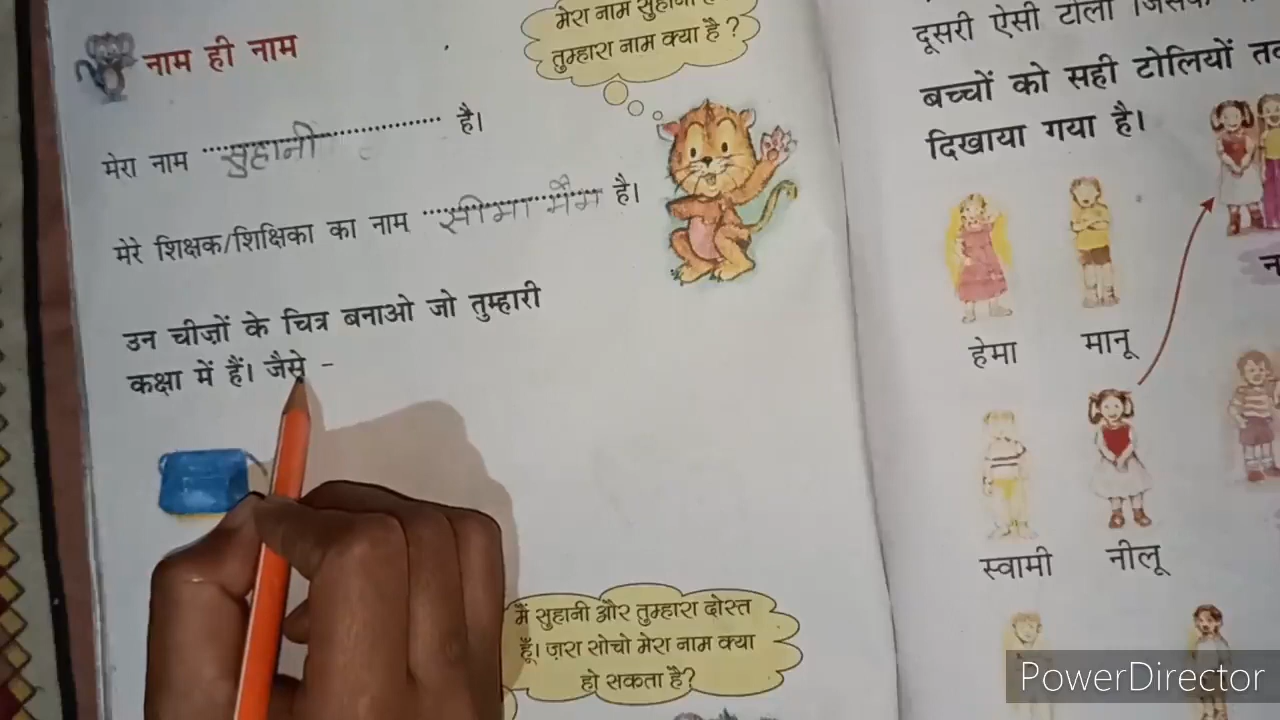 नाम ही नाम
मेरा नाम सुहानी है
तुम्हारा नाम क्या है ?
मेरा नाम सुहानी है।
मेरे शिक्षक/शिक्षिका का नाम सीमा मैम है।
उन चीज़ों के चित्र बनाओ जो तुम्हारी
कक्षा में हैं। जैसे –
मैं सुहानी और तुम्हारा दोस्त
हूँ। ज़रा सोचो मेरा नाम क्या
हो सकता है?
दूसरी ऐसी टोली
बच्चों को सही टोलियों
दिखाया गया है।
हेमा मानू
स्वामी नीलू
PowerDirector